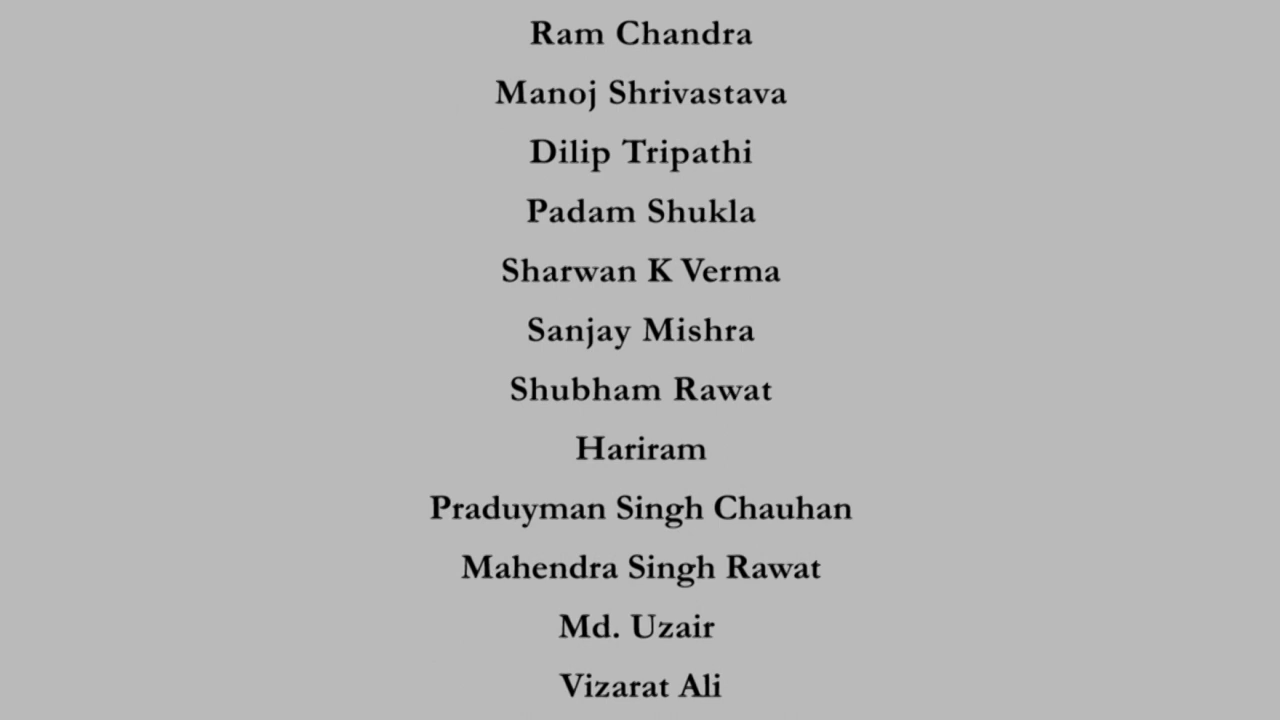 Ram Chandra
Manoj Shrivastava
Dilip Tripathi
Padam Shukla
Sharwan K Verma
Sanjay Mishra
Shubham Rawat
Hariram
Praduyman Singh Chauhan
Mahendra Singh Rawat
Md. Uzair
Vizarat Ali